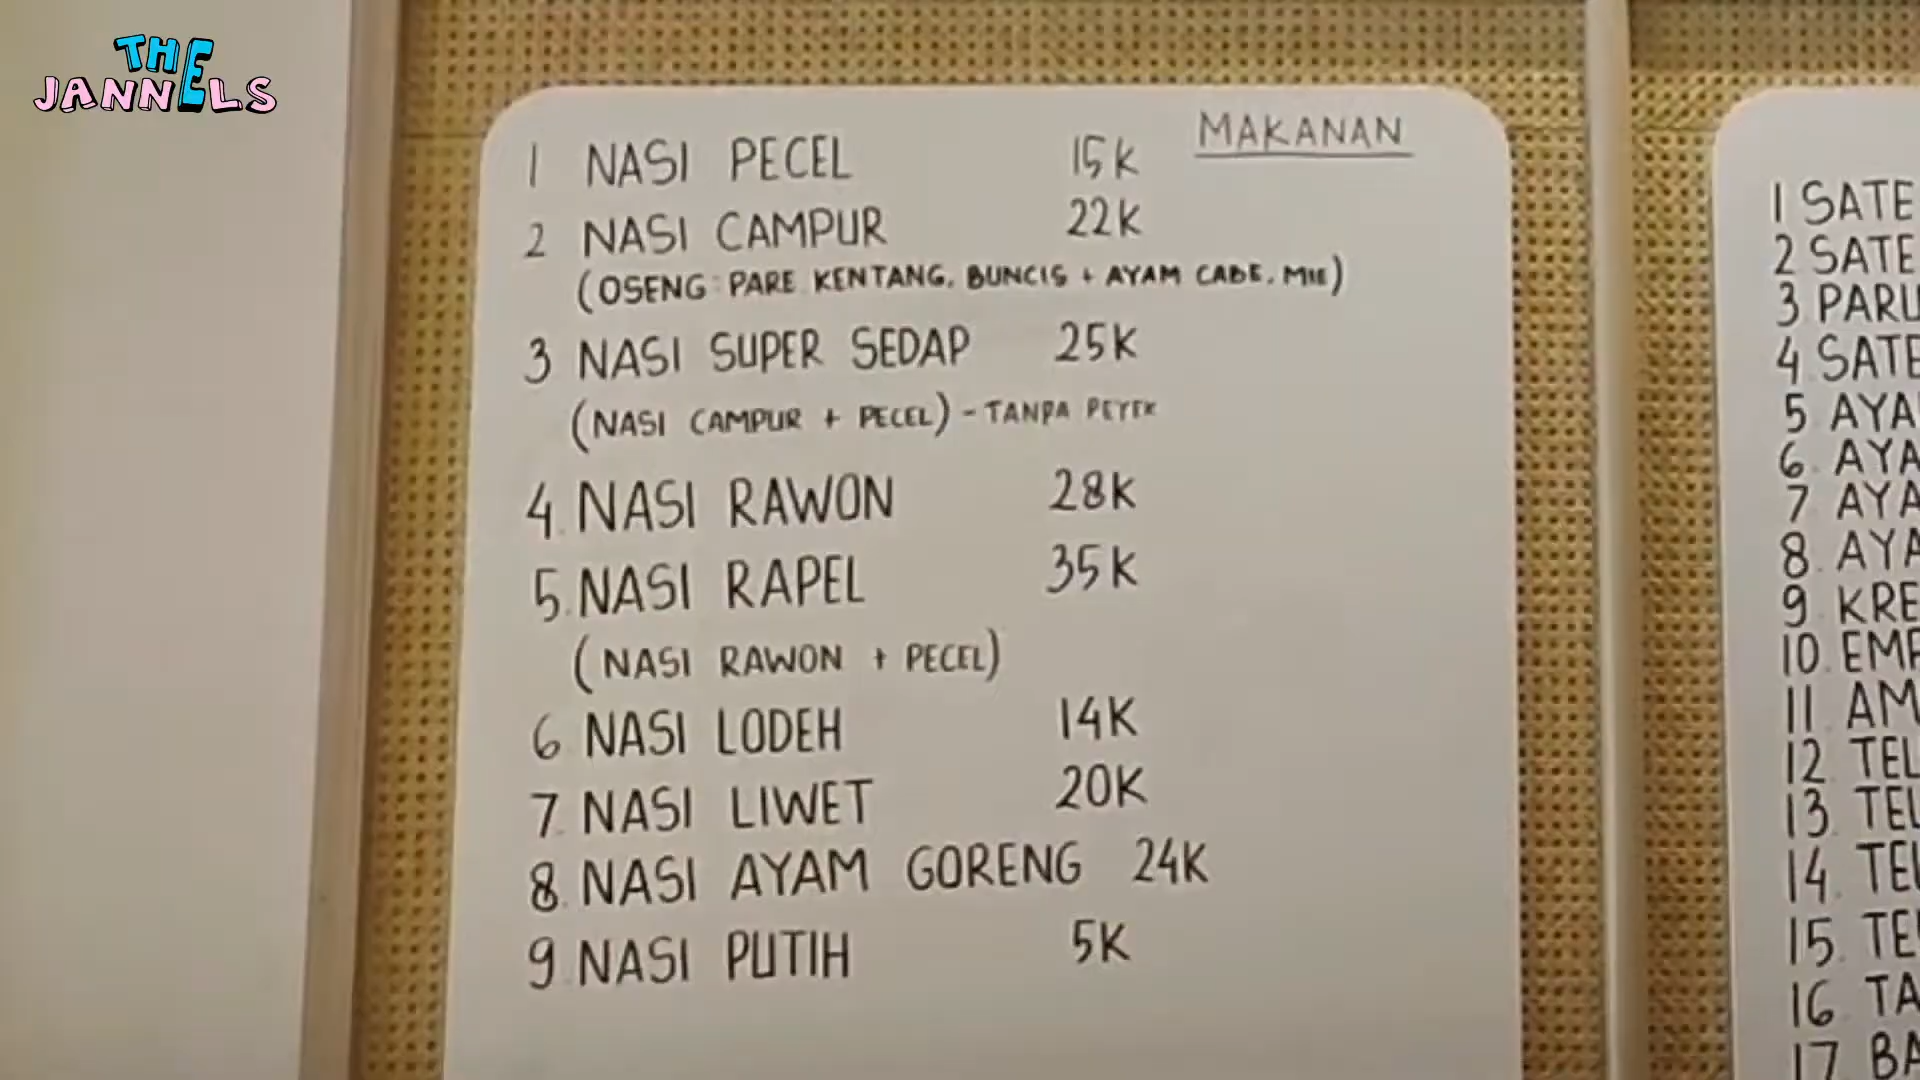 THE
JANNELS
MAKANAN
1 NASI PECEL 15K
2 NASI CAMPUR 22K
(OSENG: PARE KENTANG, BUNCIS + AYAM CABE, MIE)
3 NASI SUPER SEDAP 25K
(NASI CAMPUR + PECEL) - TANPA PEYEK
4. NASI RAWON 28K
5. NASI RAPEL 35K
(NASI RAWON + PECEL)
6 NASI LODEH 14K
7. NASI LIWET 20K
8. NASI AYAM GORENG 24K
9. NASI PUTIH 5K
1 SATE
2 SATE
3 PARU
4 SATE
5 AYA
6. AYA
7 AYA
8. AYA
9. KRE
10. EMP
11. AM
12. TEL
13. TEL
14. TEL
15. TE
16. TA
17. BA